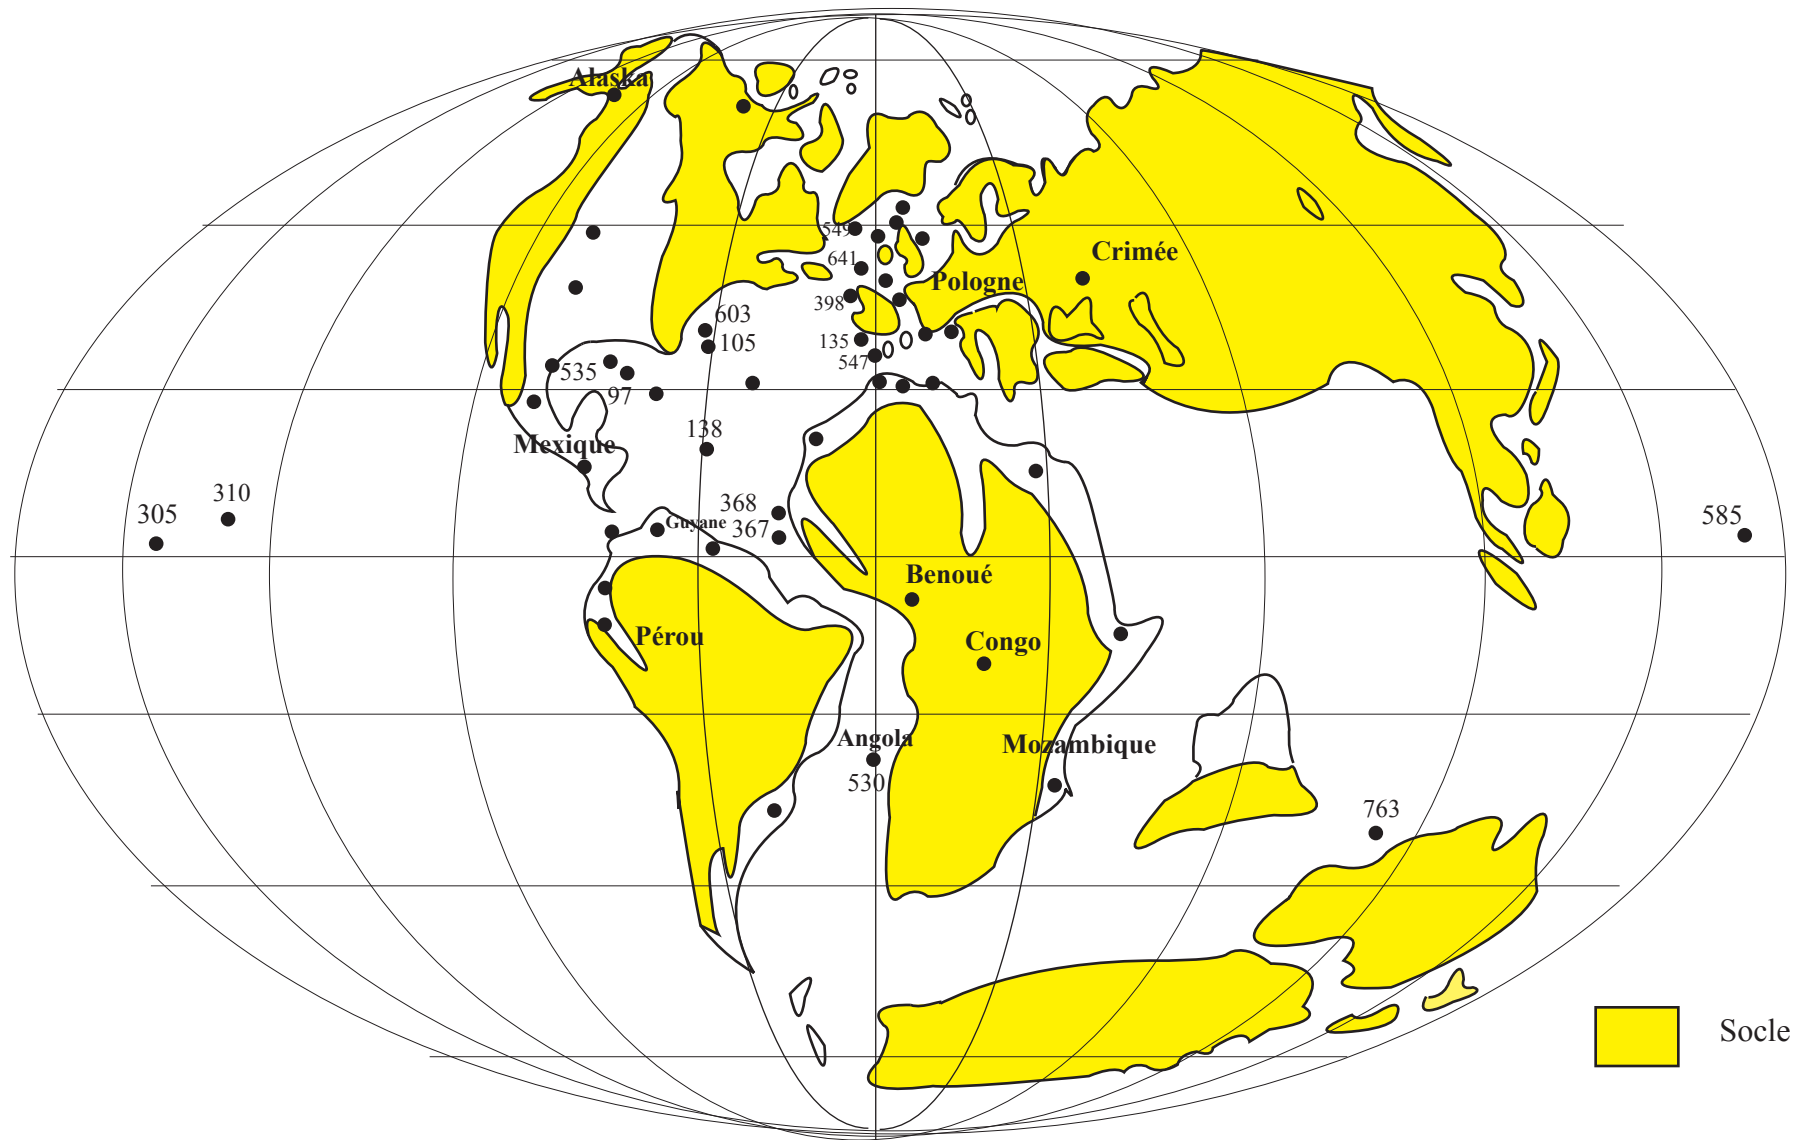 Alaska
549
641
Crimée
Pologne
398
603
135
105
547
535
97
138
Mexique
310
368
305
585
Guyane
367
Benoué
Pérou
Congo
Angola
Mozambique
530
763
Socle